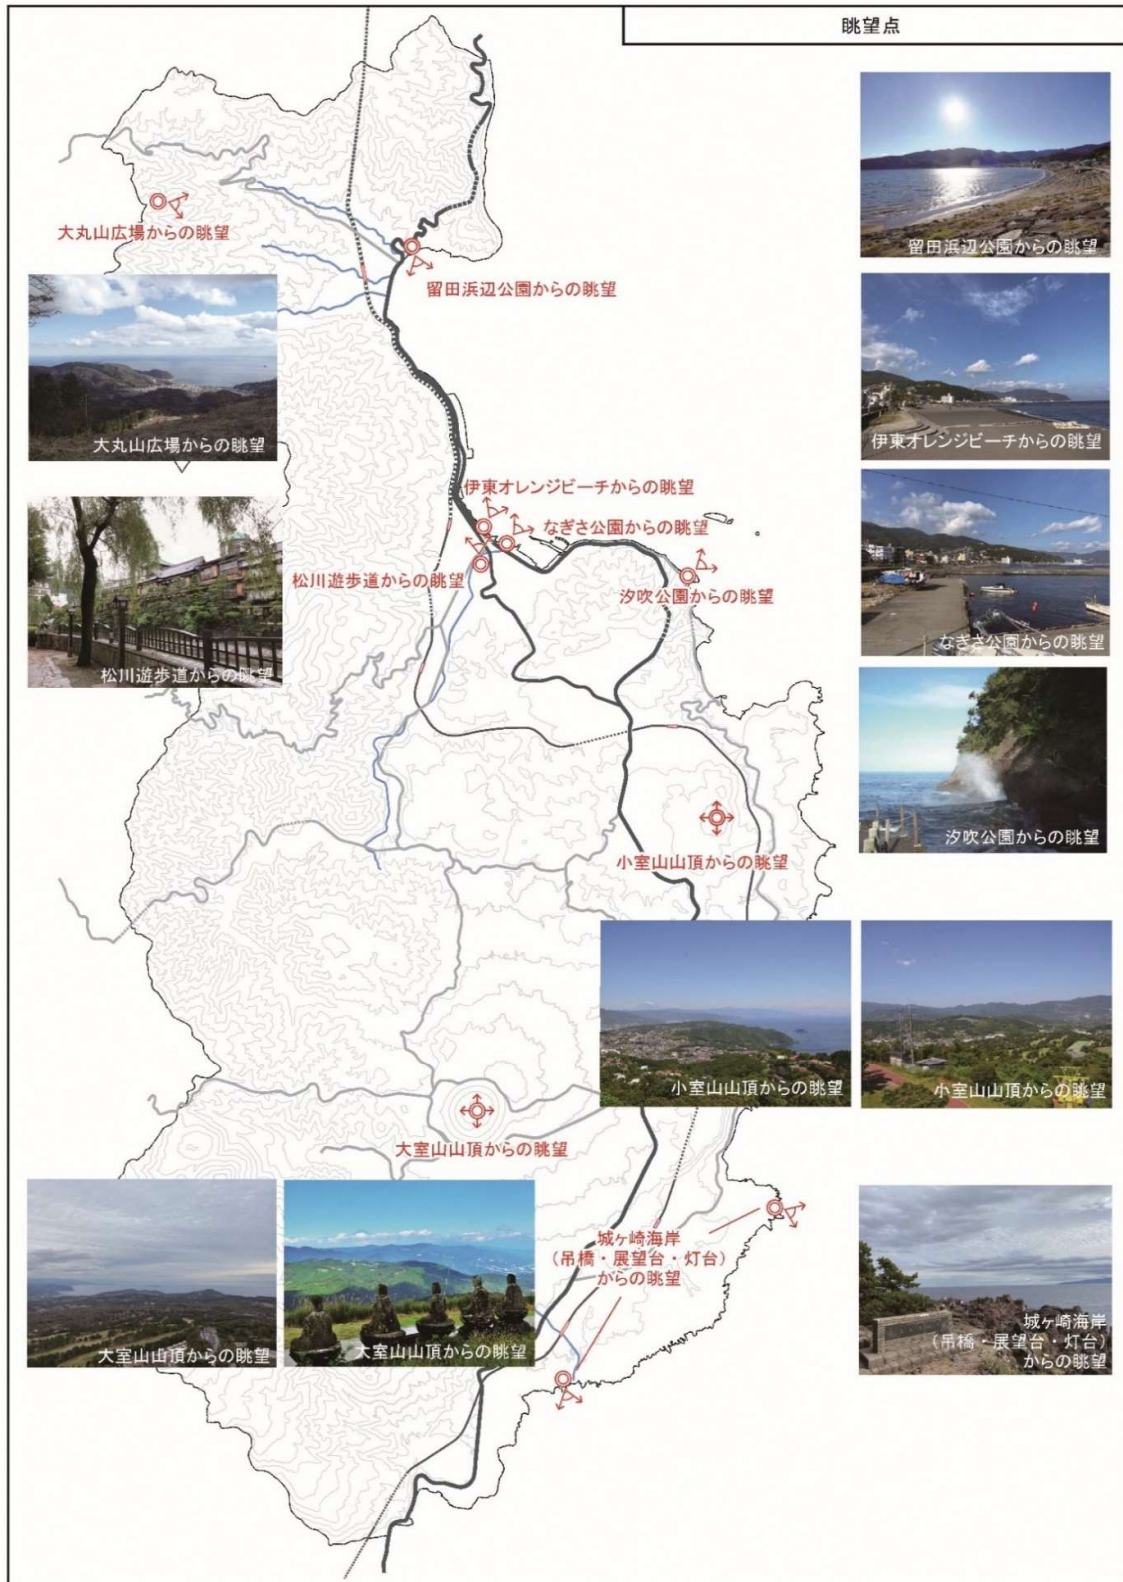 眺望点
留田浜辺公園からの眺望
大丸山広場からの眺望
留田浜辺公園からの眺望
大丸山広場からの眺望
伊東オレンジビーチからの眺望
伊東オレンジビーチからの眺望
なぎさ公園からの眺望
松川遊歩道からの眺望
汐吹公園からの眺望
なぎさ公園からの眺望
松川遊歩道からの眺望
汐吹公園からの眺望
小室山山頂からの眺望
小室山山頂からの眺望
小室山山頂からの眺望
大室山山頂からの眺望
城ヶ崎海岸
(吊橋・展望台・灯台)
からの眺望
城ヶ崎海岸
(吊橋・展望台・灯台)
からの眺望
大室山山頂からの眺望
大室山山頂からの眺望